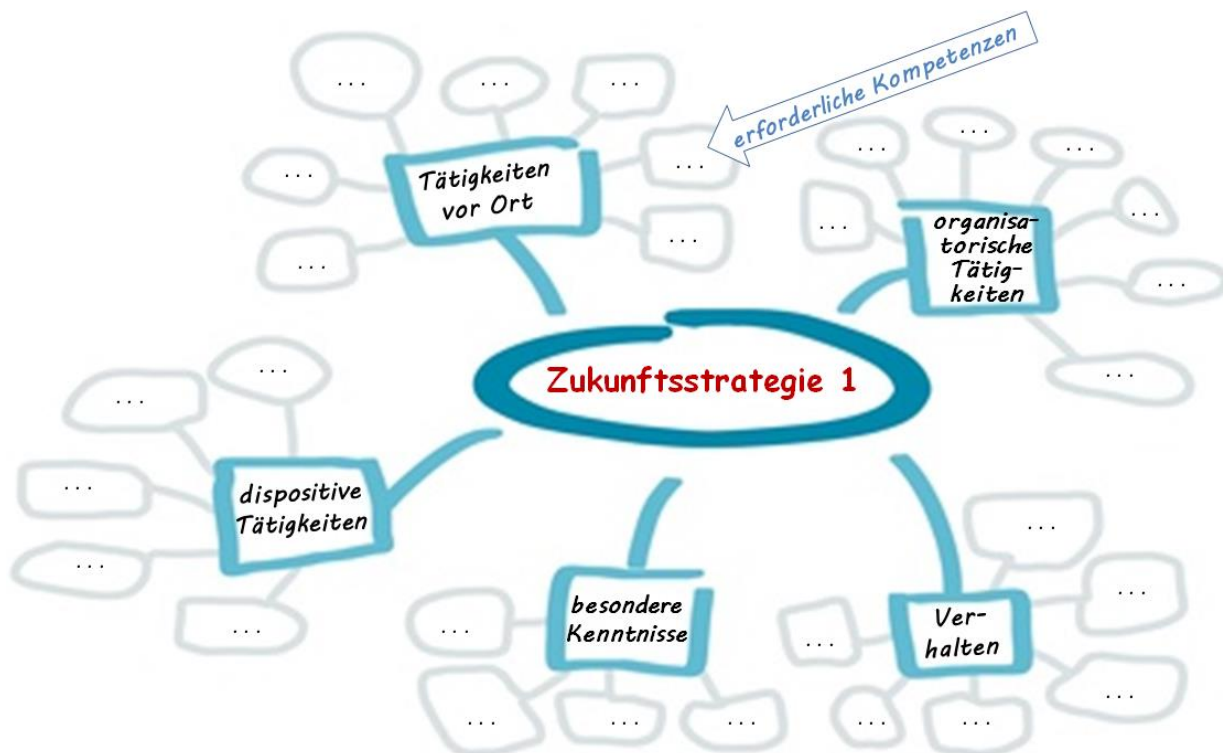 ...
...
...
...
...
...
...
Tätigkeiten
vor Ort
erforderliche Kompetenzen
...
...
...
...
...
...
...
organisa-
torische
Tätig-
keiten
Zukunftsstrategie 1
...
...
...
...
...
dispositive
Tätigkeiten
besondere
Kenntnisse
...
...
...
...
Ver-
halten
...
...
...
...
...
...